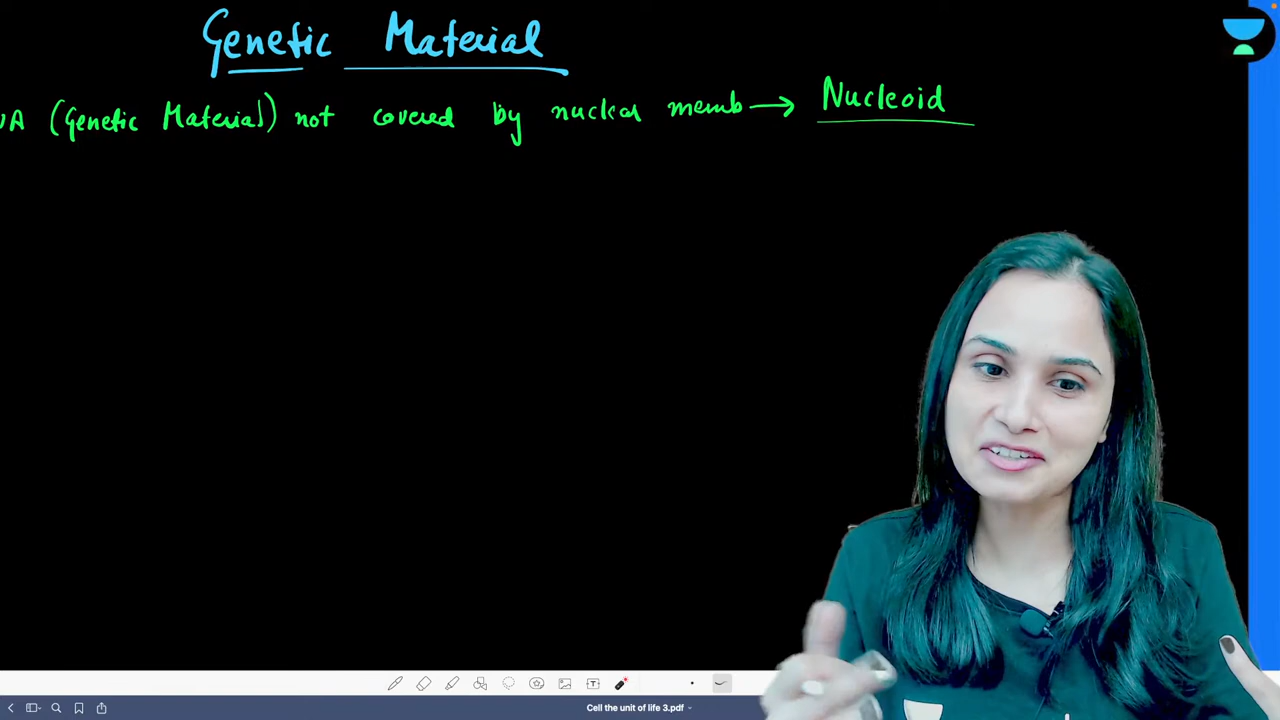 Genetic Material
(Genetic Material) not covered by nuclear memb → Nucleoid
Cell the unit of life 3.pdf